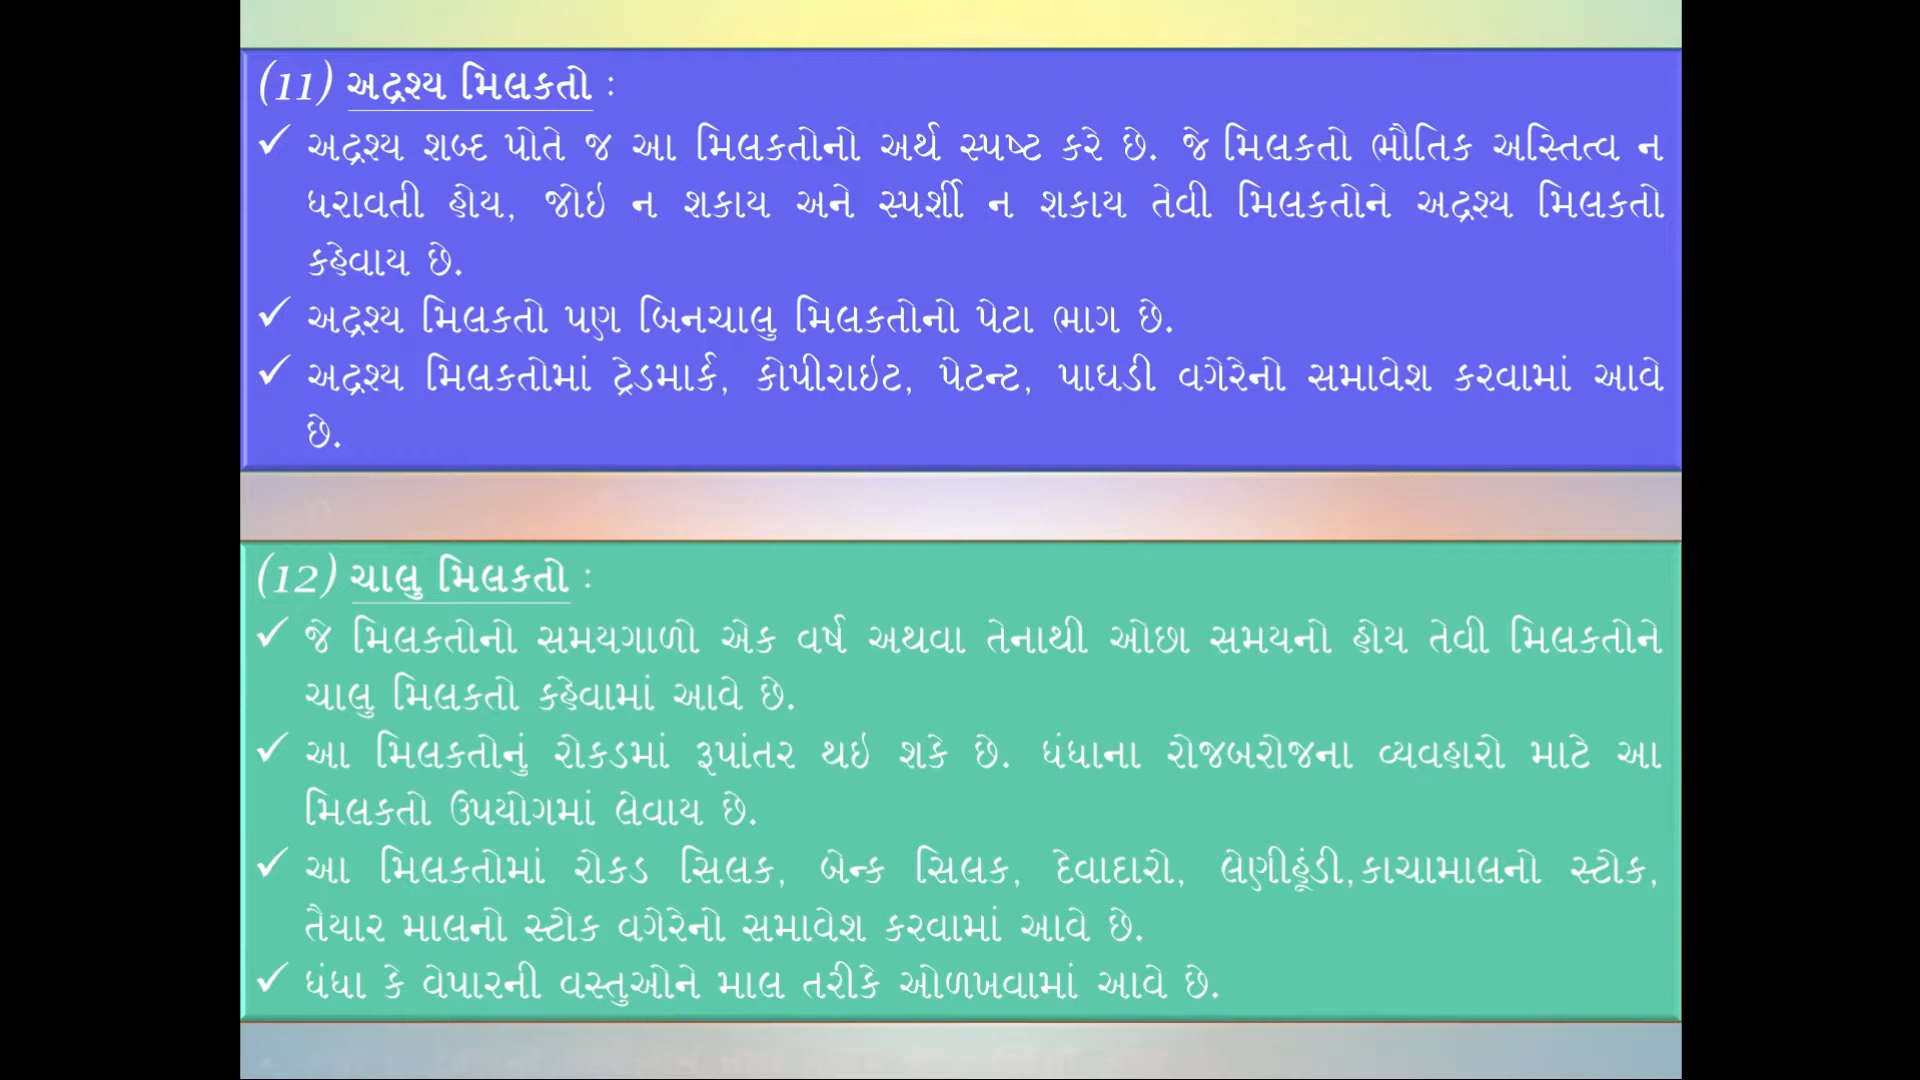 (11) અદ્રશ્ય મિલકતો :
✓ અદ્રશ્ય શબ્દ પોતે જ આ મિલકતોનો અર્થ સ્પષ્ટ કરે છે. જે મિલકતો ભૌતિક અસ્તિત્વ ન
ધરાવતી હોય, જોઇ ન શકાય અને સ્પર્શી ન શકાય તેવી મિલકતોને અદ્રશ્ય મિલકતો
કહેવાય છે.
✓ અદ્રશ્ય મિલકતો પણ બિનચાલુ મિલકતોનો પેટા ભાગ છે.
✓ અદ્રશ્ય મિલકતોમાં ટ્રેડમાર્ક, કોપીરાઇટ, પેટન્ટ, પાઘડી વગેરેનો સમાવેશ કરવામાં આવે
છે.
(12) ચાલુ મિલકતો :
✓ જે મિલકતોનો સમયગાળો એક વર્ષ અથવા તેનાથી ઓછા સમયનો હોય તેવી મિલકતોને
ચાલુ મિલકતો કહેવામાં આવે છે.
✓ આ મિલકતોનું રોકડમાં રૂપાંતર થઇ શકે છે. ધંધાના રોજબરોજના વ્યવહારો માટે આ
મિલકતો ઉપયોગમાં લેવાય છે.
✓ આ મિલકતોમાં રોકડ સિલક, બેન્ક સિલક, દેવાદારો, લેણીહૂંડી,કાચામાલનો સ્ટોક,
તૈયાર માલનો સ્ટોક વગેરેનો સમાવેશ કરવામાં આવે છે.
✓ ધંધા કે વેપારની વસ્તુઓને માલ તરીકે ઓળખવામાં આવે છે.